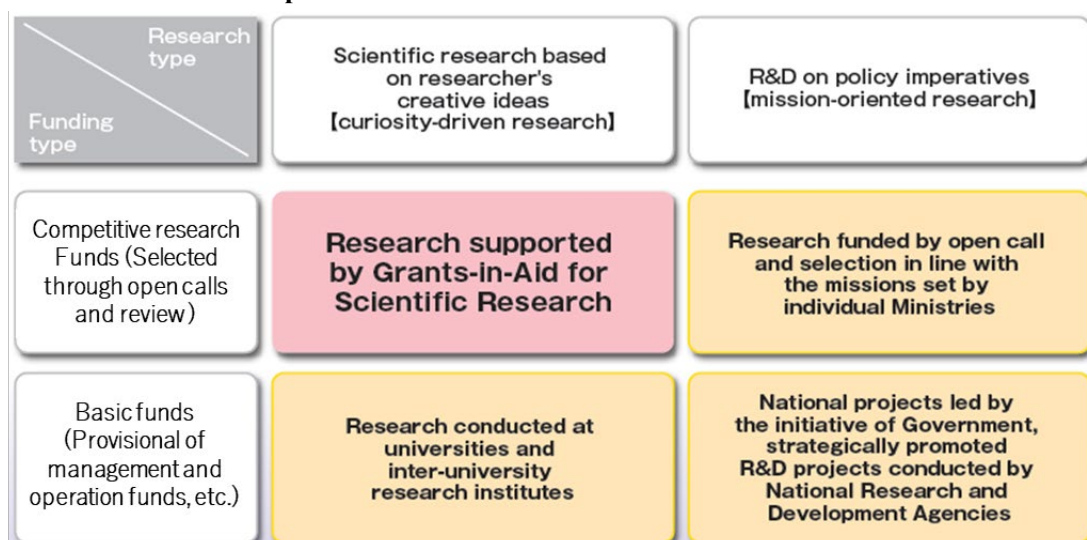 Research
type
Funding
type
Scientific research based
on researcher's
creative ideas
【curiosity-driven research】
R&D on policy imperatives
【mission-oriented research】
Competitive research
Funds (Selected
through open calls
and review)
Research supported
by Grants-in-Aid for
Scientific Research
Research funded by open call
and selection in line with
the missions set by
individual Ministries
Basic funds
(Provisional of
management and
operation funds, etc.)
Research conducted at
universities and
inter-university
research institutes
National projects led by
the initiative of Government,
strategically promoted
R&D projects conducted by
National Research and
Development Agencies